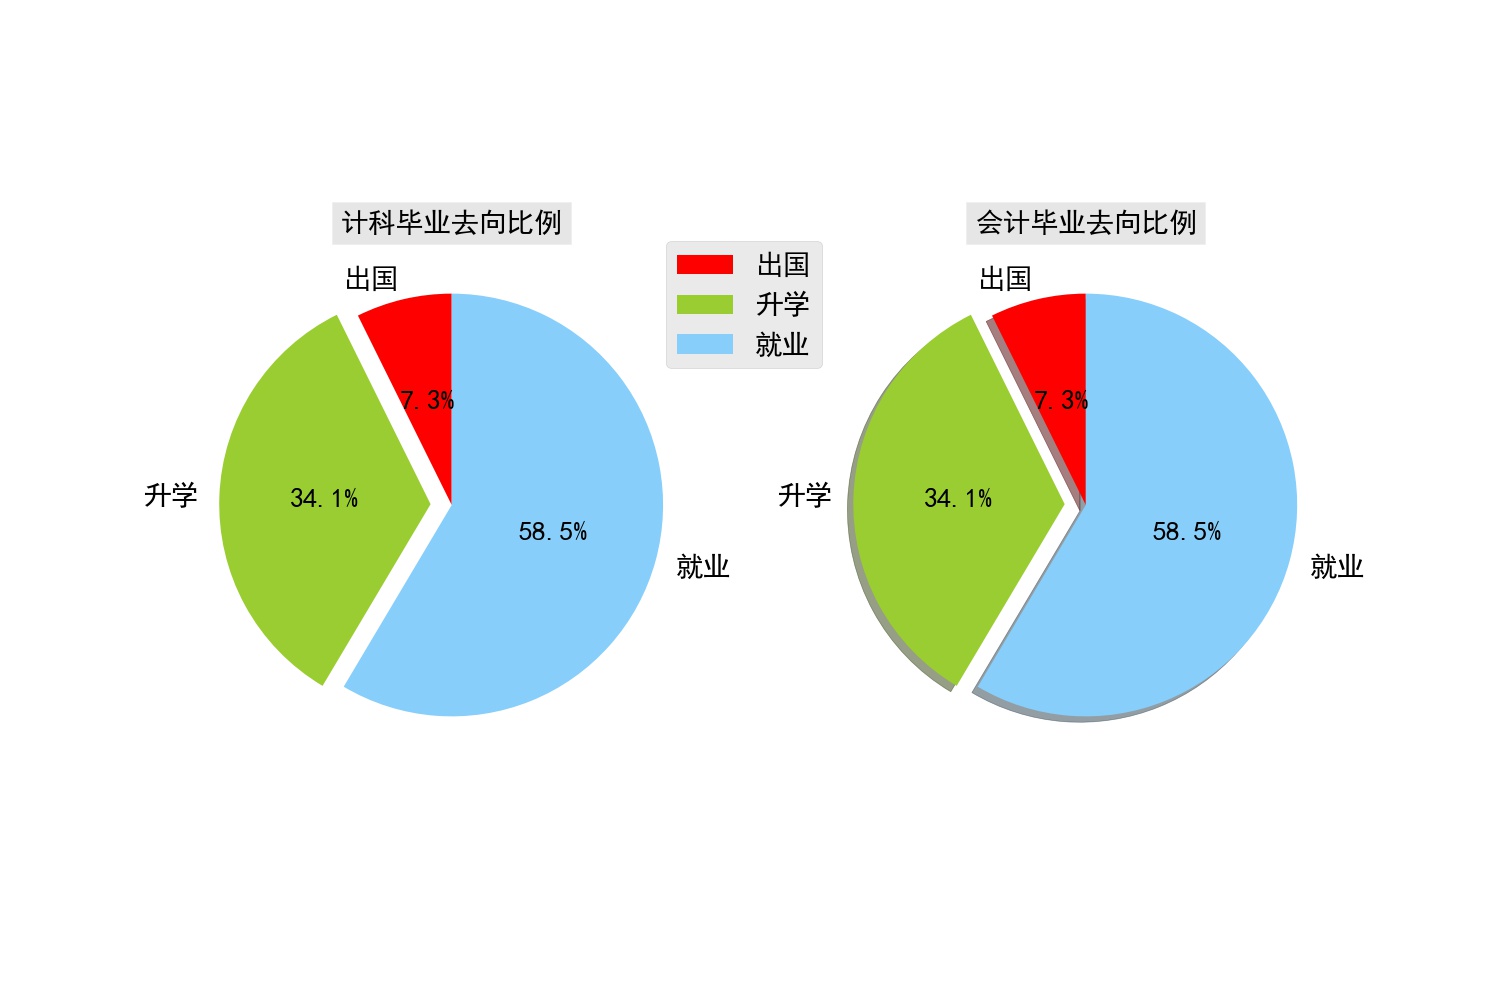 计科毕业去向比例
出国
升学
7.3%
34.1%
58.5%
就业
出国
升学
就业
会计毕业去向比例
出国
升学
7.3%
34.1%
58.5%
就业